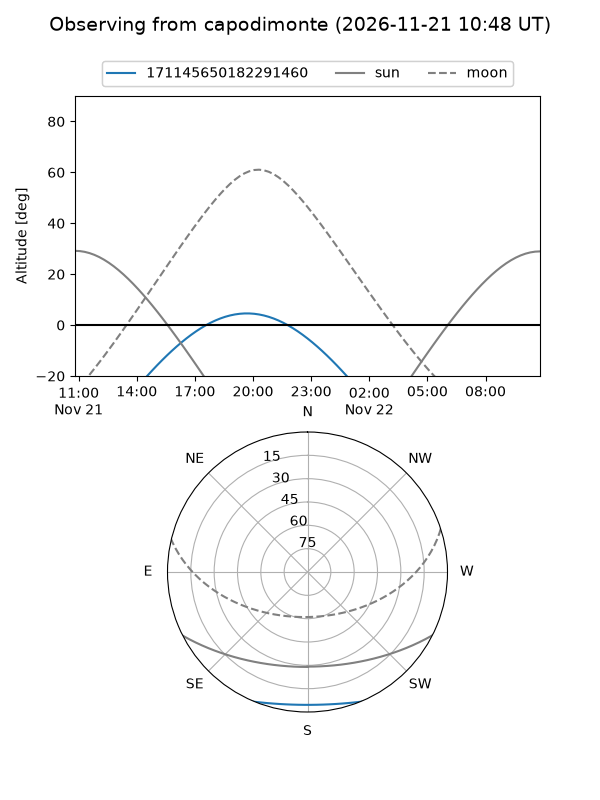 Observing from capodimonte (2026-11-21 10:48 UT)
171145650182291460 sun moon
Altitude [deg]
80
60
40
20
0
−20
11:00 14:00 17:00 20:00 23:00 02:00 05:00 08:00
Nov 21 Nov 22
N
NE NW
15
30
45
60
75
E W
SE SW
S